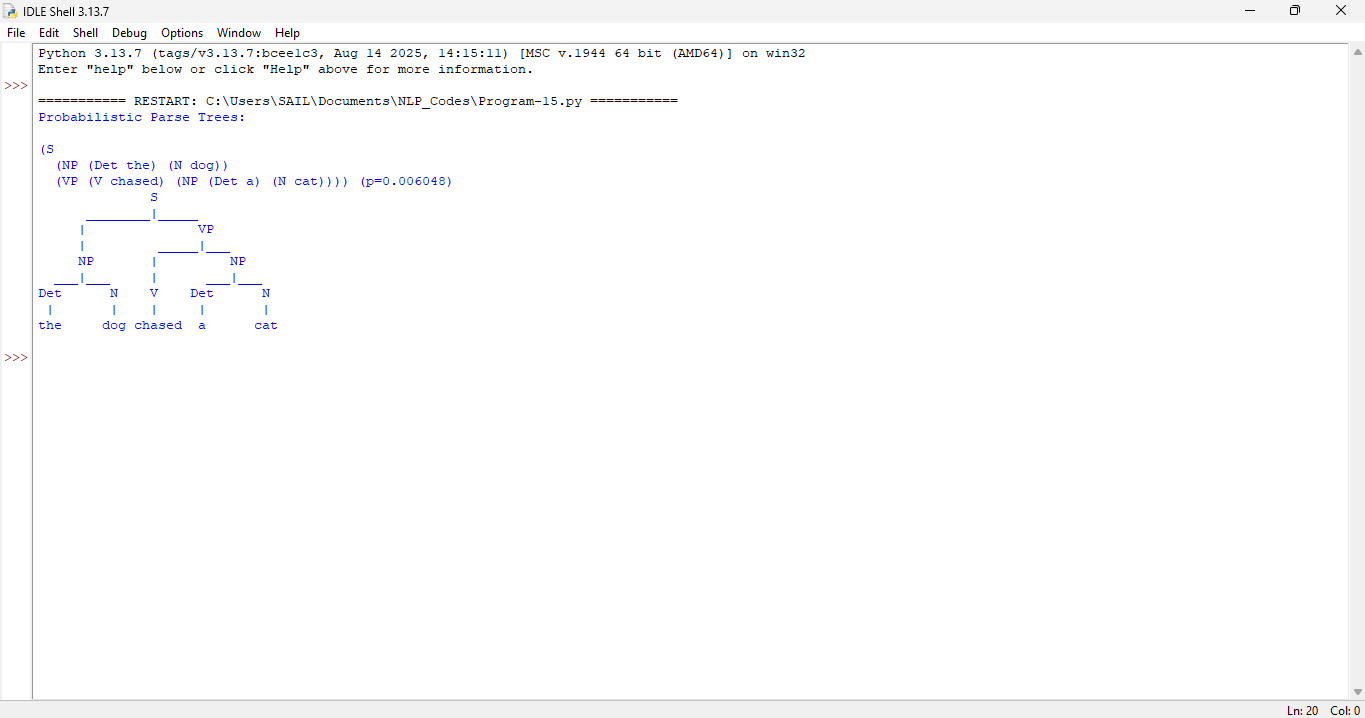 IDLE Shell 3.13.7
File Edit Shell Debug Options Window Help
Python 3.13.7 (tags/v3.13.7:bcee1c3, Aug 14 2025, 14:15:11) [MSC v.1944 64 bit (AMD64)] on win32
Enter "help" below or click "Help" above for more information.
>>>
=========== RESTART: C:\Users\SAIL\Documents\NLP_Codes\Program-15.py ===========
Probabilistic Parse Trees:
(S
  (NP (Det the) (N dog))
  (VP (V chased) (NP (Det a) (N cat)))) (p=0.006048)
              S
      ________|_____
     |              VP
     |         _____|___
     NP       |         NP
  ___|___     |      ___|___
Det      N    V    Det      N
 |       |    |     |       |
the     dog chased  a      cat
>>>
Ln: 20 Col: 0